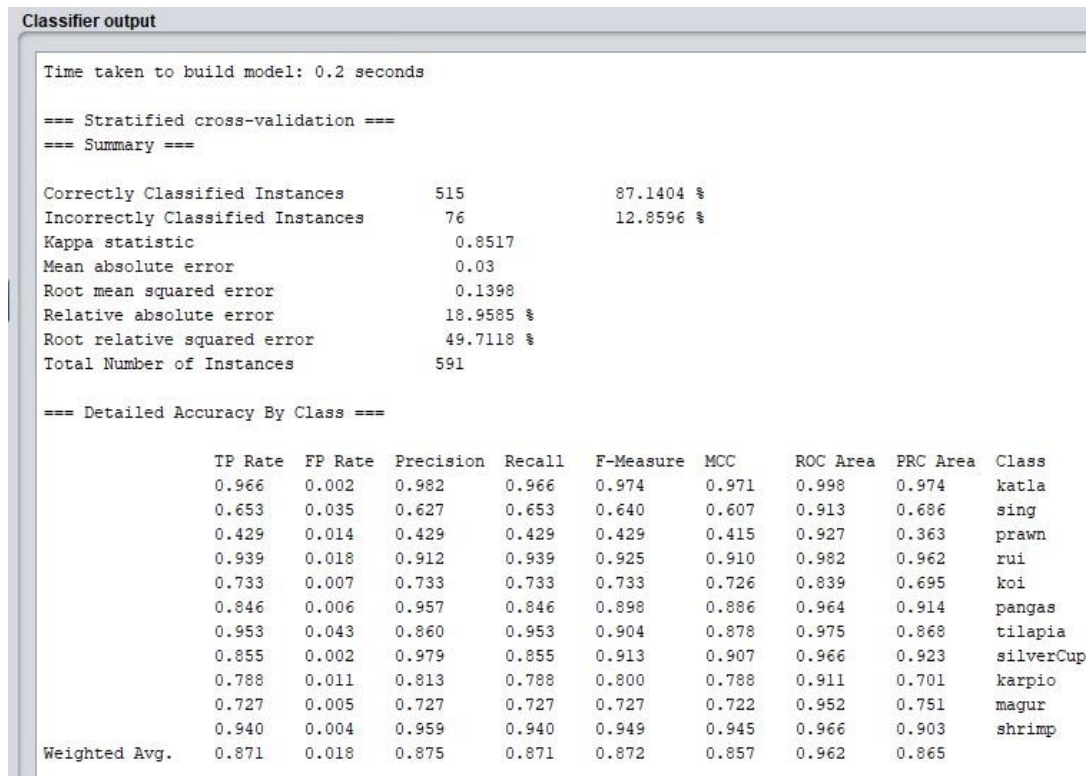 Classifier output
Time taken to build model: 0.2 seconds
=== Stratified cross-validation ===
=== Summary ===
Correctly Classified Instances 515 87.1404 %
Incorrectly Classified Instances 76 12.8596 %
Kappa statistic 0.8517
Mean absolute error 0.03
Root mean squared error 0.1398
Relative absolute error 18.9585 %
Root relative squared error 49.7118 %
Total Number of Instances 591
=== Detailed Accuracy By Class ===
TP Rate FP Rate Precision Recall F-Measure MCC ROC Area PRC Area Class
0.966 0.002 0.982 0.966 0.974 0.971 0.998 0.974 katla
0.653 0.035 0.627 0.653 0.640 0.607 0.913 0.686 sing
0.429 0.014 0.429 0.429 0.429 0.415 0.927 0.363 prawn
0.939 0.018 0.912 0.939 0.925 0.910 0.982 0.962 rui
0.733 0.007 0.733 0.733 0.733 0.726 0.839 0.695 koi
0.846 0.006 0.957 0.846 0.898 0.886 0.964 0.914 pangas
0.953 0.043 0.860 0.953 0.904 0.878 0.975 0.868 tilapia
0.855 0.002 0.979 0.855 0.913 0.907 0.966 0.923 silverCup
0.788 0.011 0.813 0.788 0.800 0.788 0.911 0.701 karpio
0.727 0.005 0.727 0.727 0.727 0.722 0.952 0.751 magur
0.940 0.004 0.959 0.940 0.949 0.945 0.966 0.903 shrimp
Weighted Avg. 0.871 0.018 0.875 0.871 0.872 0.857 0.962 0.865